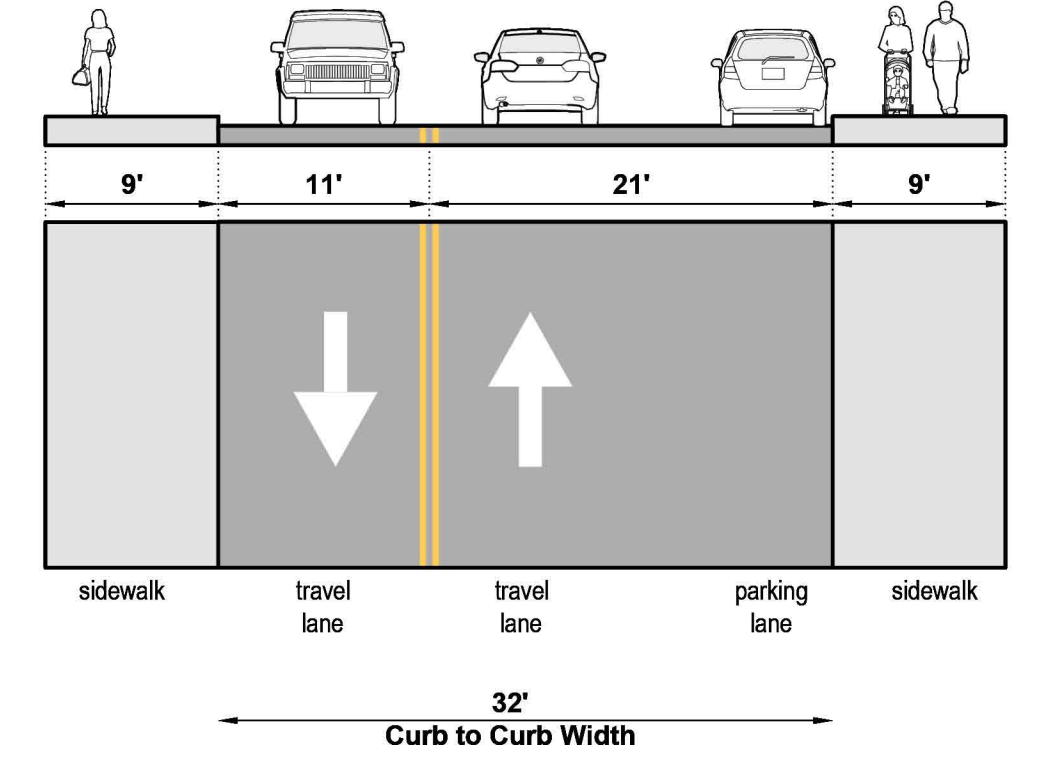 9'
11'
21'
9'
sidewalk
travel
lane
travel
lane
parking
lane
sidewalk
32'
Curb to Curb Width